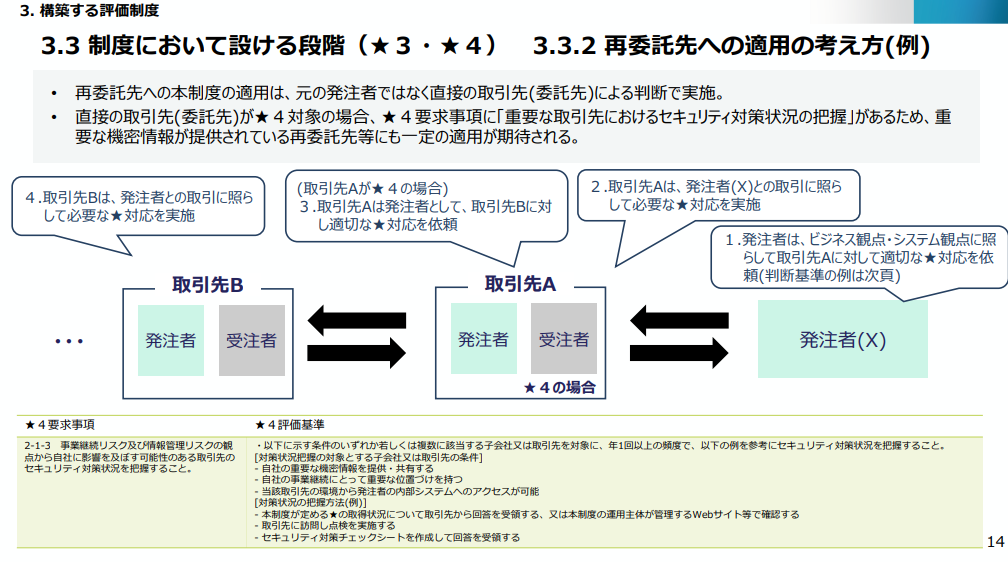 3. 構築する評価制度
3.3 制度において設ける段階（★３・★４） 3.3.2 再委託先への適用の考え方(例)
• 再委託先への本制度の適用は、元の発注者ではなく直接の取引先(委託先)による判断で実施。
• 直接の取引先(委託先)が★４対象の場合、★４要求事項に「重要な取引先におけるセキュリティ対策状況の把握」があるため、重
要な機密情報が提供されている再委託先等にも一定の適用が期待される。
４.取引先Bは、発注者との取引に照ら
して必要な★対応を実施
(取引先Aが★４の場合)
３.取引先Aは発注者として、取引先Bに対
し適切な★対応を依頼
２.取引先Aは、発注者(X)との取引に照ら
して必要な★対応を実施
１.発注者は、ビジネス観点・システム観点に照
らして取引先Aに対して適切な★対応を依
頼(判断基準の例は次頁)
取引先B
発注者
受注者
…
取引先A
発注者
受注者
★４の場合
発注者(X)
★４要求事項
★４評価基準
2-1-3 事業継続リスク及び情報管理リスクの観
点から自社に影響を及ぼす可能性のある取引先の
セキュリティ対策状況を把握すること。
・以下に示す条件のいずれか若しくは複数に該当する子会社又は取引先を対象に、年1回以上の頻度で、以下の例を参考にセキュリティ対策状況を把握すること。
[対策状況把握の対象とする子会社又は取引先の条件]
- 自社の重要な機密情報を提供・共有する
- 自社の事業継続にとって重要な位置づけを持つ
- 当該取引先の環境から発注者の内部システムへのアクセスが可能
[対策状況の把握方法(例)]
- 本制度が定める★の取得状況について取引先から回答を受領する、又は本制度の運用主体が管理するWebサイト等で確認する
- 取引先に訪問し点検を実施する
- セキュリティ対策チェックシートを作成して回答を受領する
14